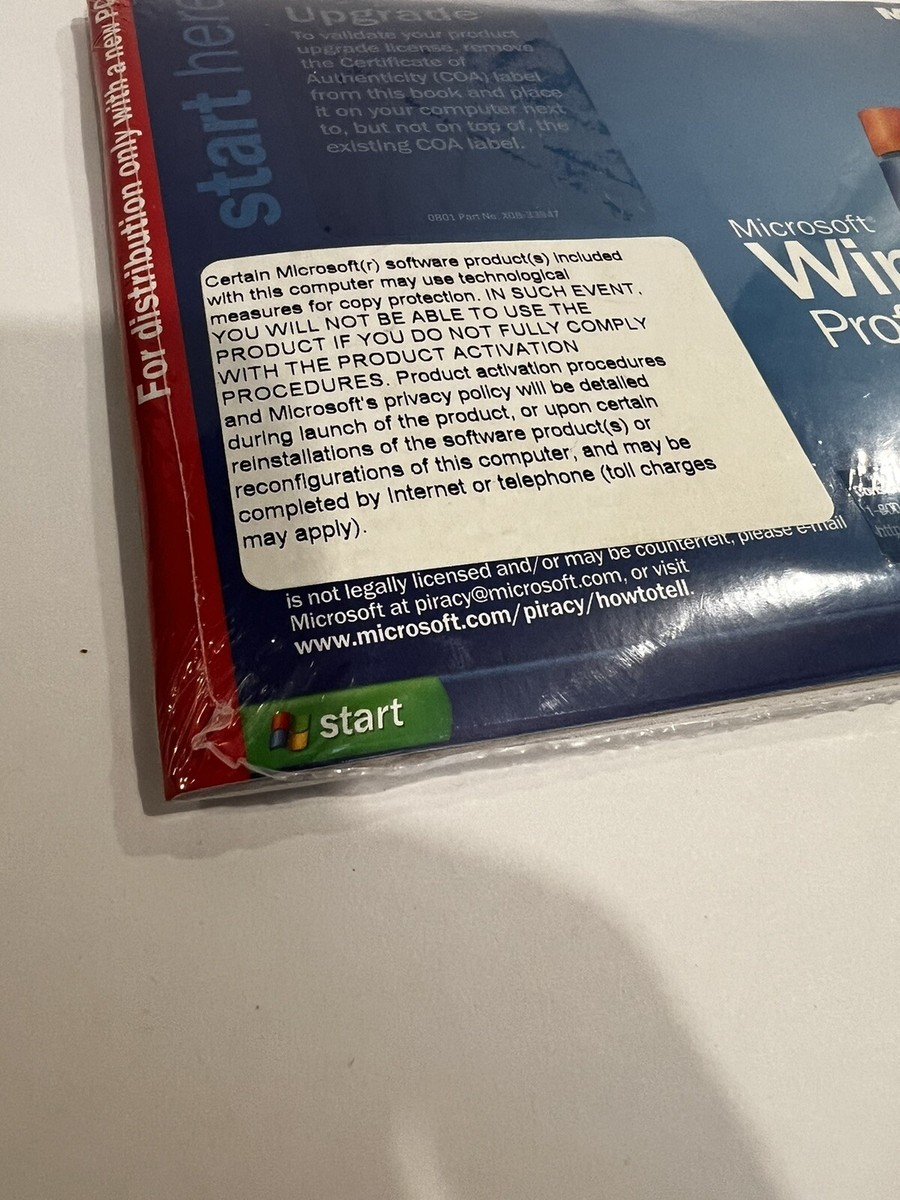 For distribution only with a new
start here
Upgrade
To validate your product
upgrade license, remove
the Certificate of
Authenticity (COA) label
from this book and place
it on your computer next
to, but not on top of, the
existing COA label.
0801 Part No. X08-33547
Microsoft®
Certain Microsoft(r) software product(s) included
with this computer may use technological
measures for copy protection. IN SUCH EVENT,
YOU WILL NOT BE ABLE TO USE THE
PRODUCT IF YOU DO NOT FULLY COMPLY
WITH THE PRODUCT ACTIVATION
PROCEDURES. Product activation procedures
and Microsoft's privacy policy will be detailed
during launch of the product, or upon certain
reinstallations of the software product(s) or
reconfigurations of this computer, and may be
completed by Internet or telephone (toll charges
may apply).
is not legally licensed and/or may be counterfeit, please e-mail
Microsoft at piracy@microsoft.com, or visit
www.microsoft.com/piracy/howtotell.
start